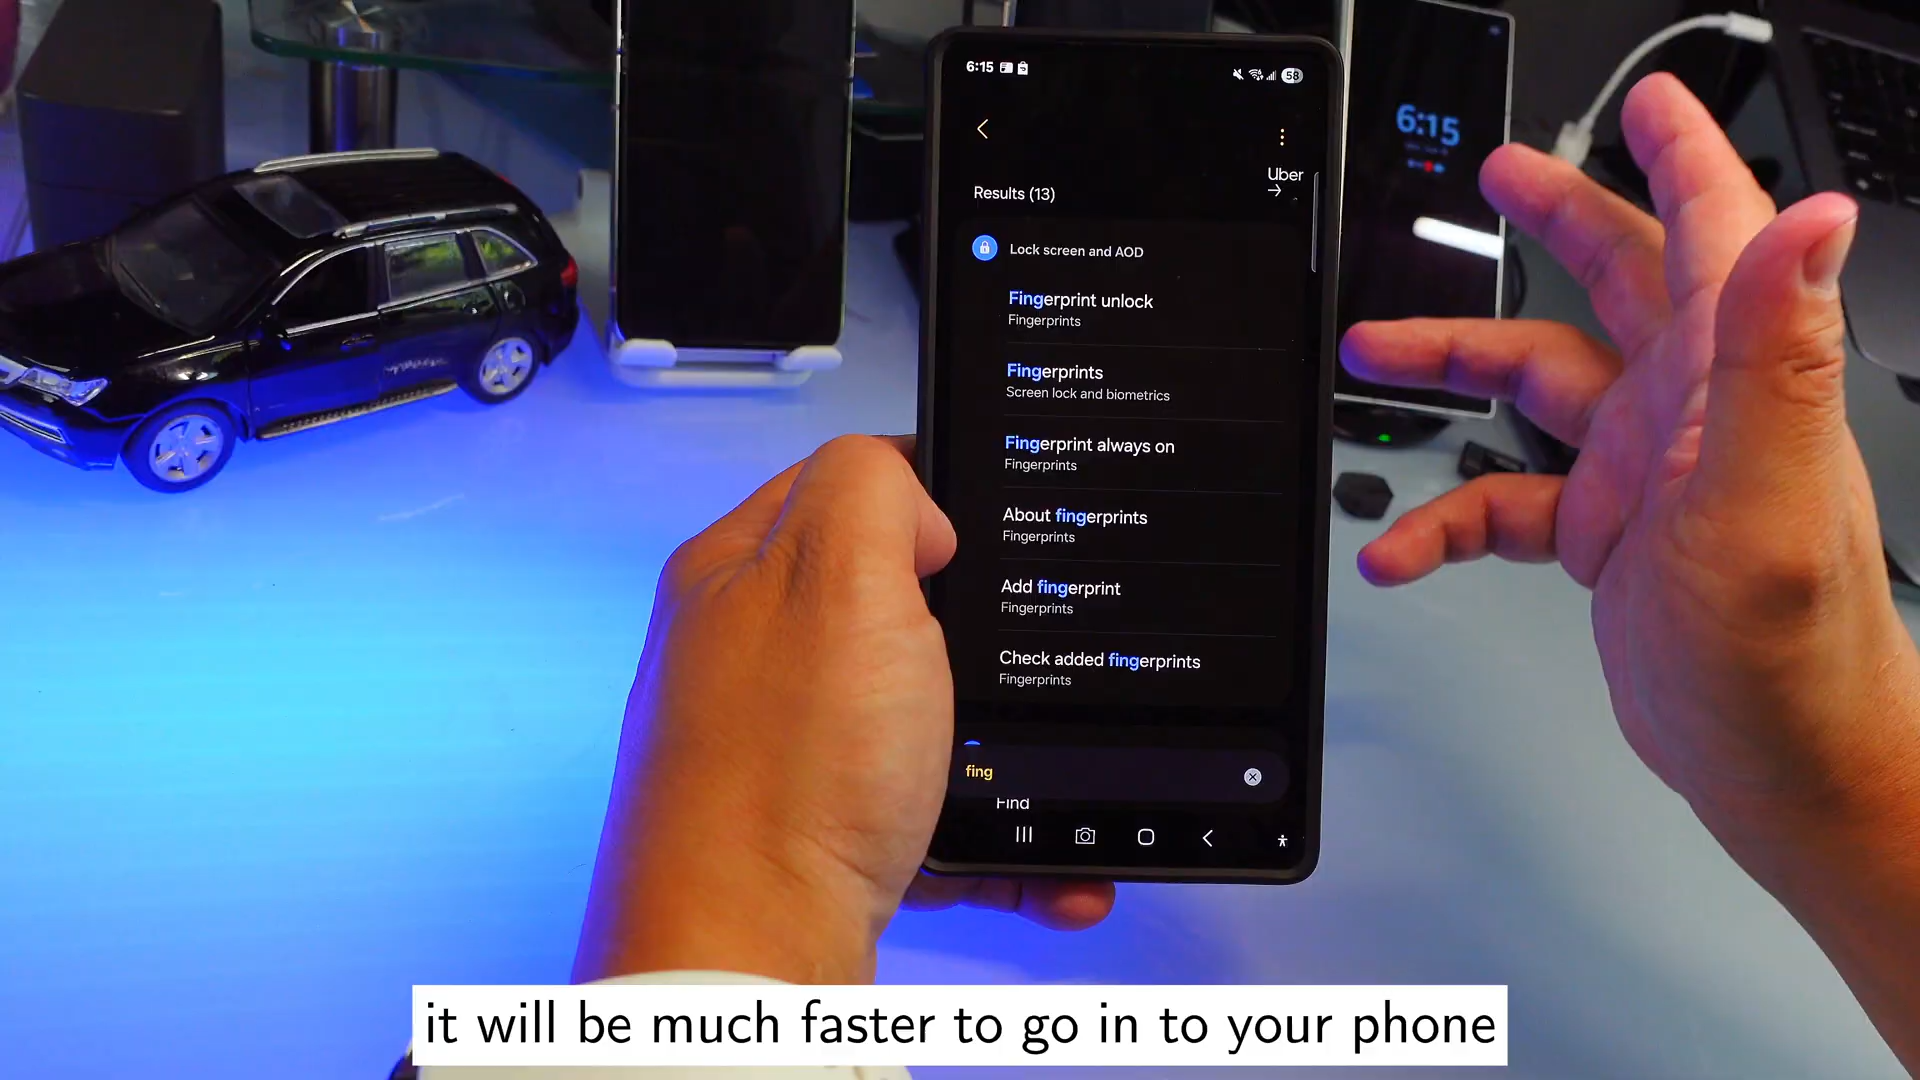 6:15
58
6:15
Uber
→
Results (13)
Lock screen and AOD
Fingerprint unlock
Fingerprints
Fingerprints
Screen lock and biometrics
Fingerprint always on
Fingerprints
About fingerprints
Fingerprints
Add fingerprint
Fingerprints
Check added fingerprints
Fingerprints
fing
Find
it will be much faster to go in to your phone